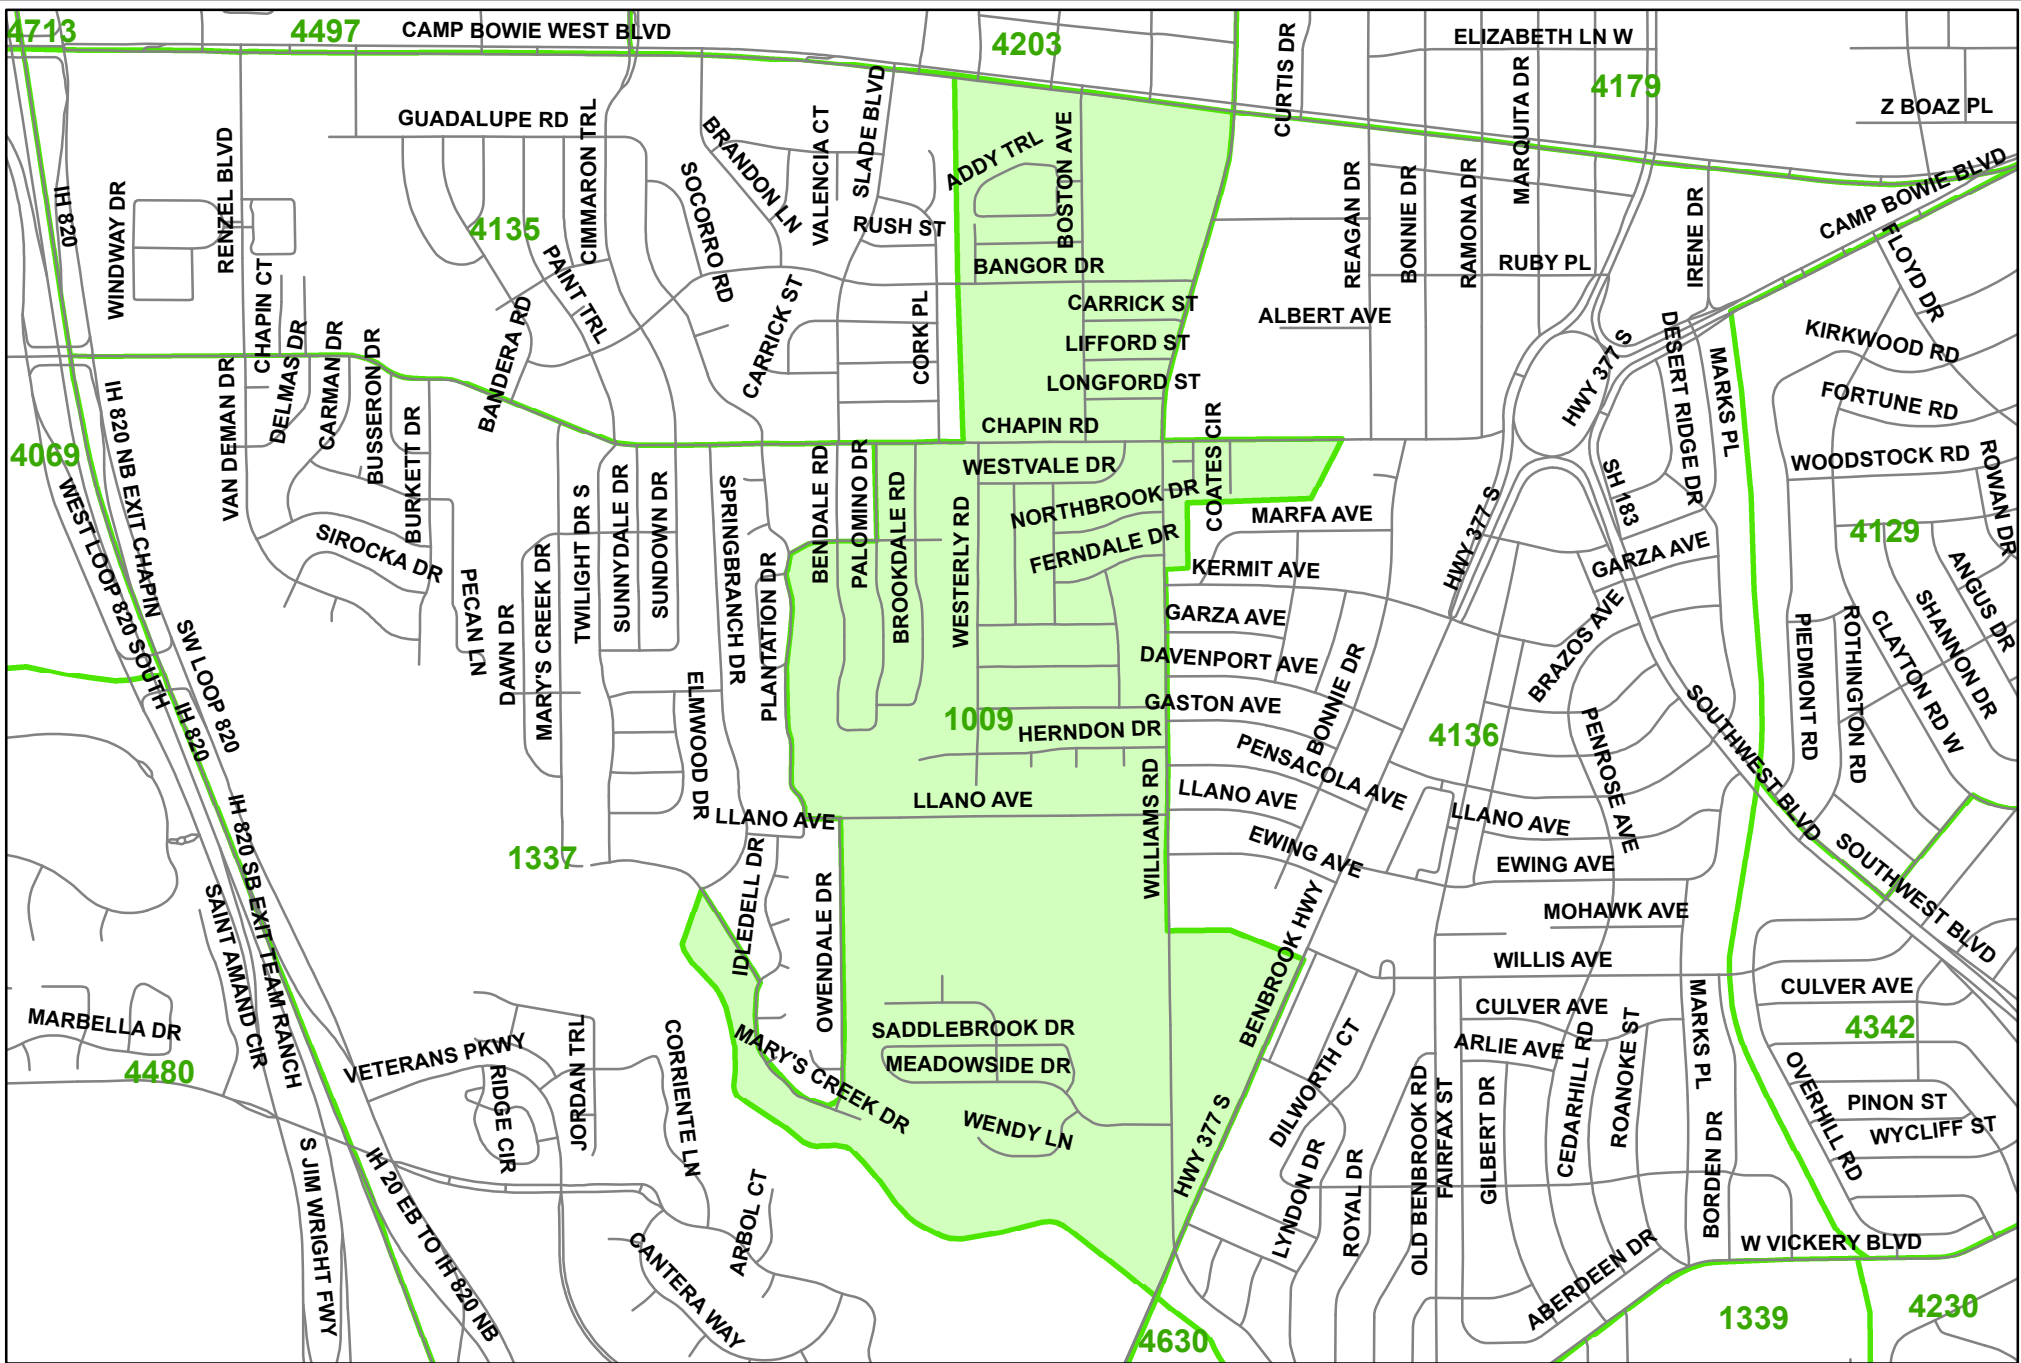 4713
4497
CAMP BOWIE WEST BLVD
4203
CURTIS DR
ELIZABETH LN W
MARQUITA DR
4179
Z BOAZ PL
GUADALUPE RD
CIMMARON TRL
BRANDON LN
VALENCIA CT
SLADE BLVD
ADDY TRL
BOSTON AVE
CAMP BOWIE BLVD
IH 820
WINDWAY DR
RENZEL BLVD
4135
SOCORRO RD
RUSH ST
REAGAN DR
BONNIE DR
RAMONA DR
IRENE DR
FLOYD DR
PAINT TRL
BANGOR DR
RUBY PL
CHAPIN CT
DELMAS DR
CARMAN DR
BUSSERON DR
BANDERA RD
CARRICK ST
CORK PL
CARRICK ST
ALBERT AVE
LIFFORD ST
LONGFORD ST
HWY 377 S
DESERT RIDGE DR
MARKS PL
KIRKWOOD RD
FORTUNE RD
VAN DEMAN DR
IH 820 NB EXIT CHAPIN
BURKETT DR
CHAPIN RD
COATES CIR
4069
WEST LOOP 820 SOUTH
WESTVALE DR
WOODSTOCK RD
ROWAN DR
SIROCKA DR
TWILIGHT DR S
SUNNYDALE DR
SUNDOWN DR
SPRINGBRANCH DR
PLANTATION DR
BENDALE RD
PALOMINO DR
BROOKDALE RD
WESTERLY RD
NORTHBROOK DR
FERNDALE DR
MARFA AVE
HWY 377 S
SH 183
4129
GARZA AVE
ANGUS DR
KERMIT AVE
PECAN LN
DAWN DR
MARY'S CREEK DR
GARZA AVE
BRAZOS AVE
PIEDMONT RD
ROTHINGTON RD
CLAYTON RD W
SHANNON DR
SW LOOP 820
IH 820
ELMWOOD DR
DAVENPORT AVE
BONNIE DR
GASTON AVE
1009
HERNDON DR
4136
PENROSE AVE
SOUTHWEST BLVD
PENSACOLA AVE
LLANO AVE
LLANO AVE
LLANO AVE
LLANO AVE
WILLIAMS RD
1337
IH 820 SB EXIT TEAM RANCH
IDLEDELL DR
OWENDALE DR
EWING AVE
EWING AVE
SOUTHWEST BLVD
SAINT AMAND CIR
MOHAWK AVE
BENBROOK HWY
WILLIS AVE
MARBELLA DR
4480
VETERANS PKWY
RIDGE CIR
JORDAN TRL
CORRIENTE LN
SADDLEBROOK DR
MEADOWSIDE DR
MARY'S CREEK DR
WENDY LN
DILWORTH CT
CULVER AVE
CULVER AVE
4342
ARLIE AVE
MARKS PL
OLD BENBROOK RD
FAIRFAX ST
GILBERT DR
CEDARHILL RD
ROANOKE ST
OVERHILL RD
PINON ST
WYCLIFF ST
S JIM WRIGHT FWY
IH 20 EB TO IH 820 NB
HWY 377 S
LYNDON DR
ROYAL DR
BORDEN DR
CANTERA WAY
ARBOL CT
ABERDEEN DR
W VICKERY BLVD
4630
1339
4230